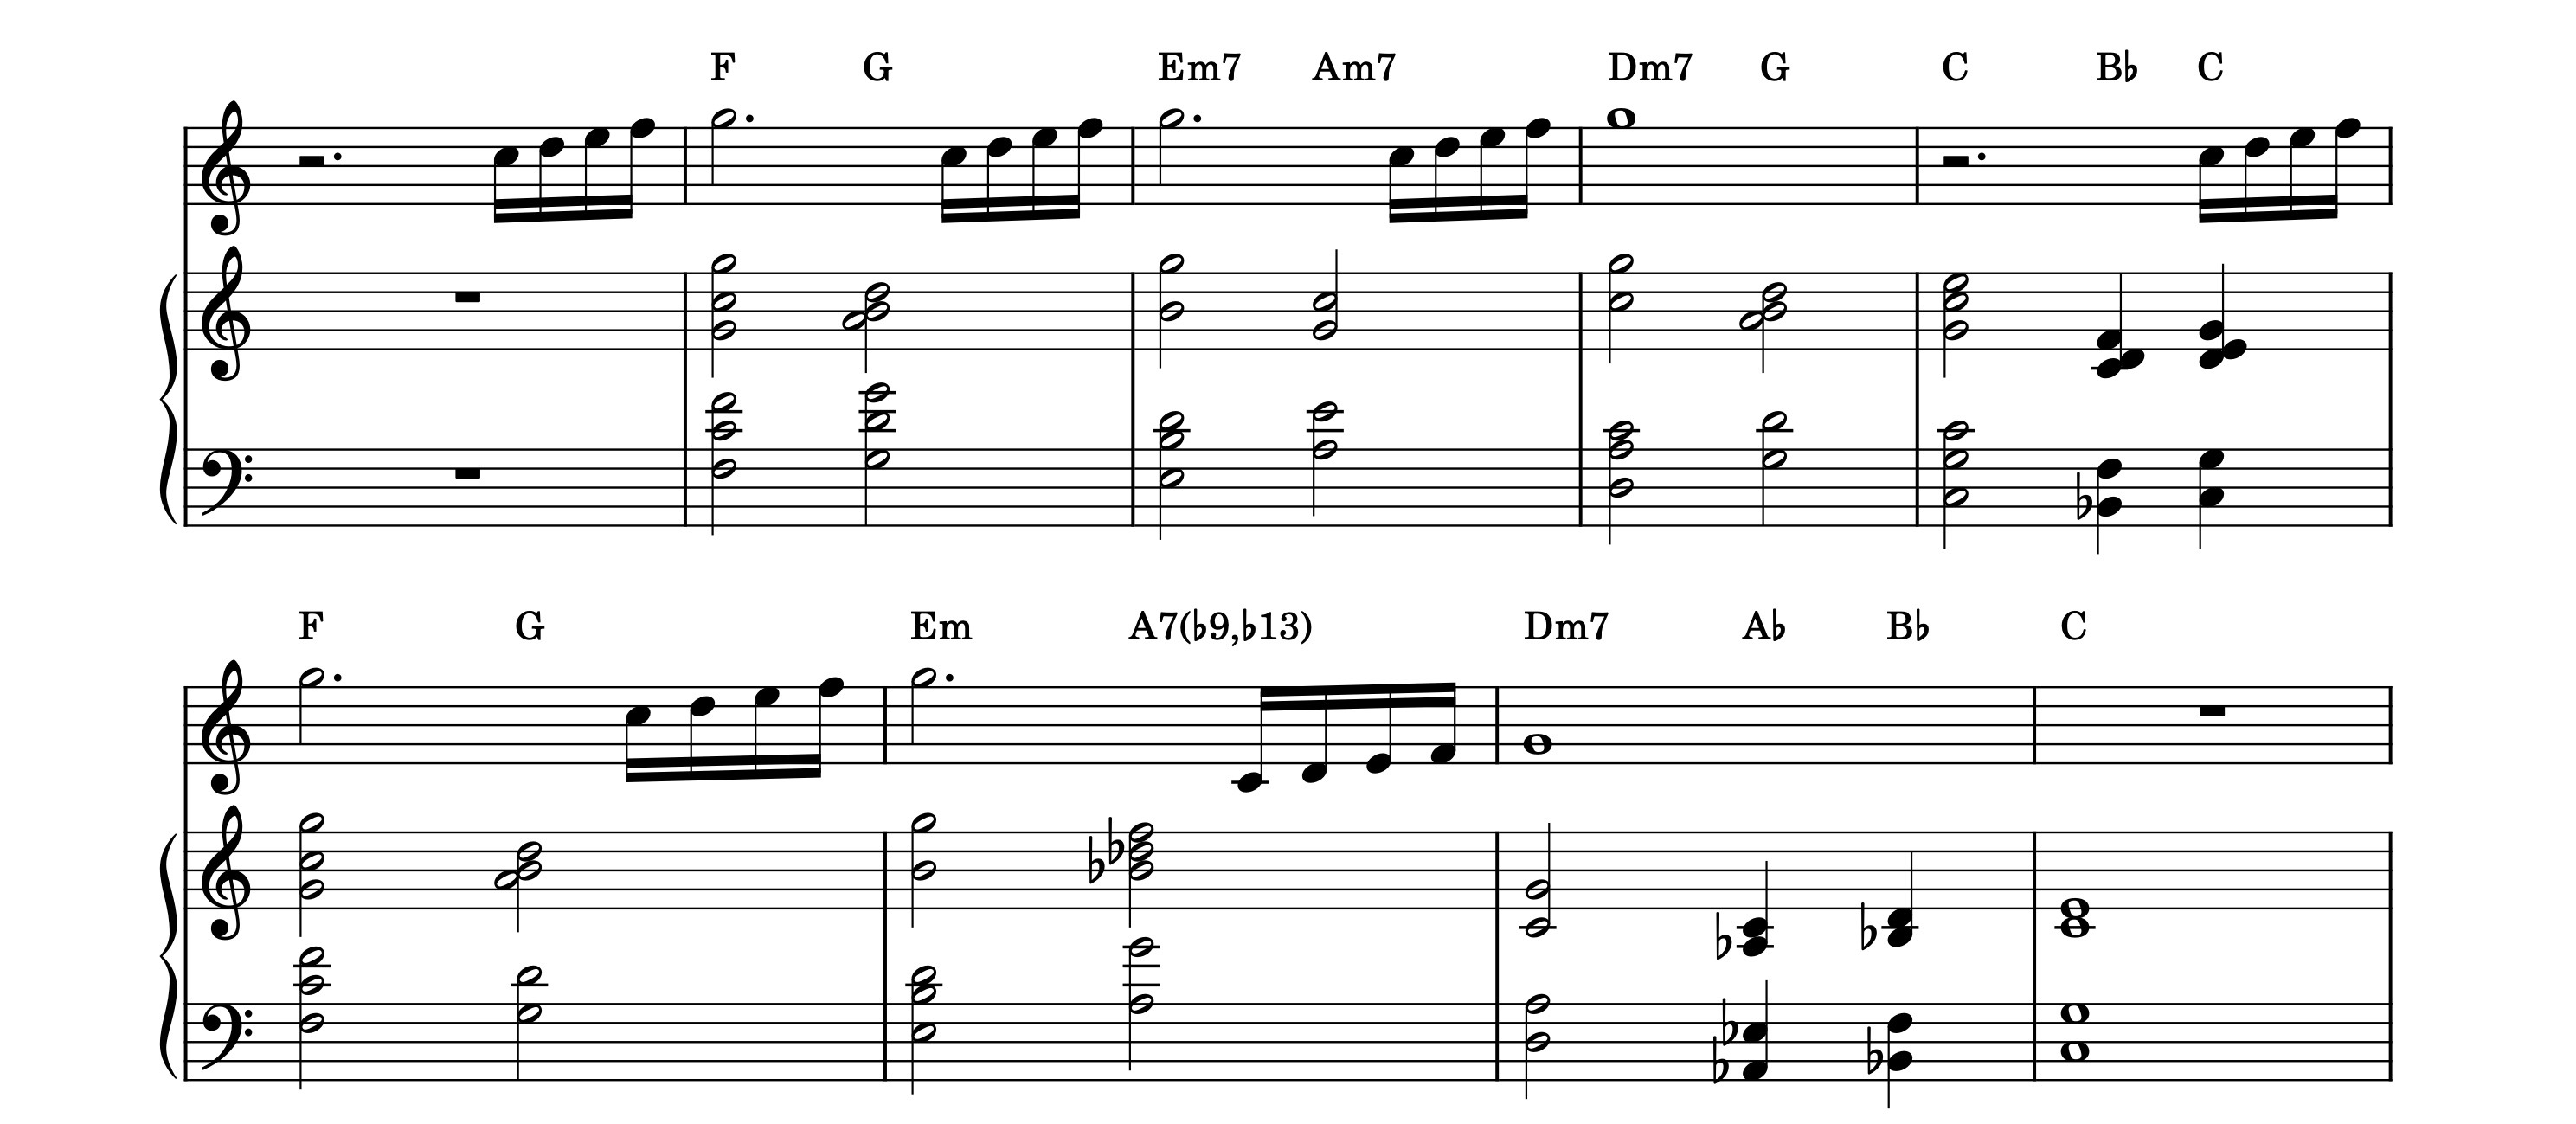 F G Em7 Am7 Dm7 G C B♭ C
F G Em A7(♭9,♭13) Dm7 A♭ B♭ C